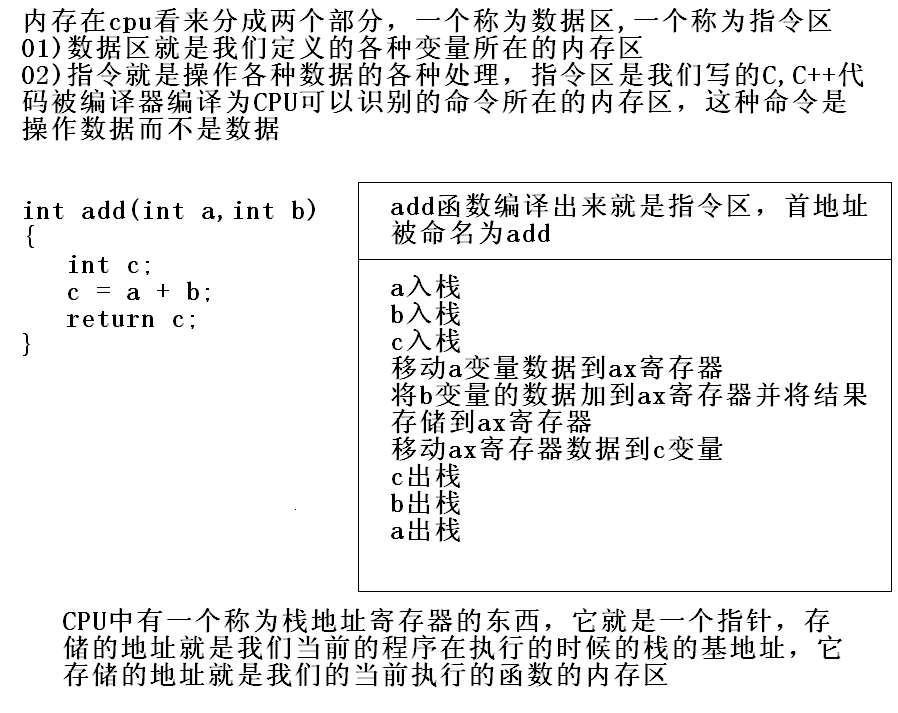 内存在cpu看来分成两个部分，一个称为数据区,一个称为指令区
01)数据区就是我们定义的各种变量所在的内存区
02)指令就是操作各种数据的各种处理，指令区是我们写的C,C++代
码被编译器编译为CPU可以识别的命令所在的内存区，这种命令是
操作数据而不是数据
int add(int a,int b)
{
int c;
c = a + b;
return c;
}
add函数编译出来就是指令区，首地址
被命名为add
a入栈
b入栈
c入栈
移动a变量数据到ax寄存器
将b变量的数据加到ax寄存器并将结果
存储到ax寄存器
移动ax寄存器数据到c变量
c出栈
b出栈
a出栈
CPU中有一个称为栈地址寄存器的东西，它就是一个指针，存
储的地址就是我们当前的程序在执行的时候的栈的基地址，它
存储的地址就是我们的当前执行的函数的内存区